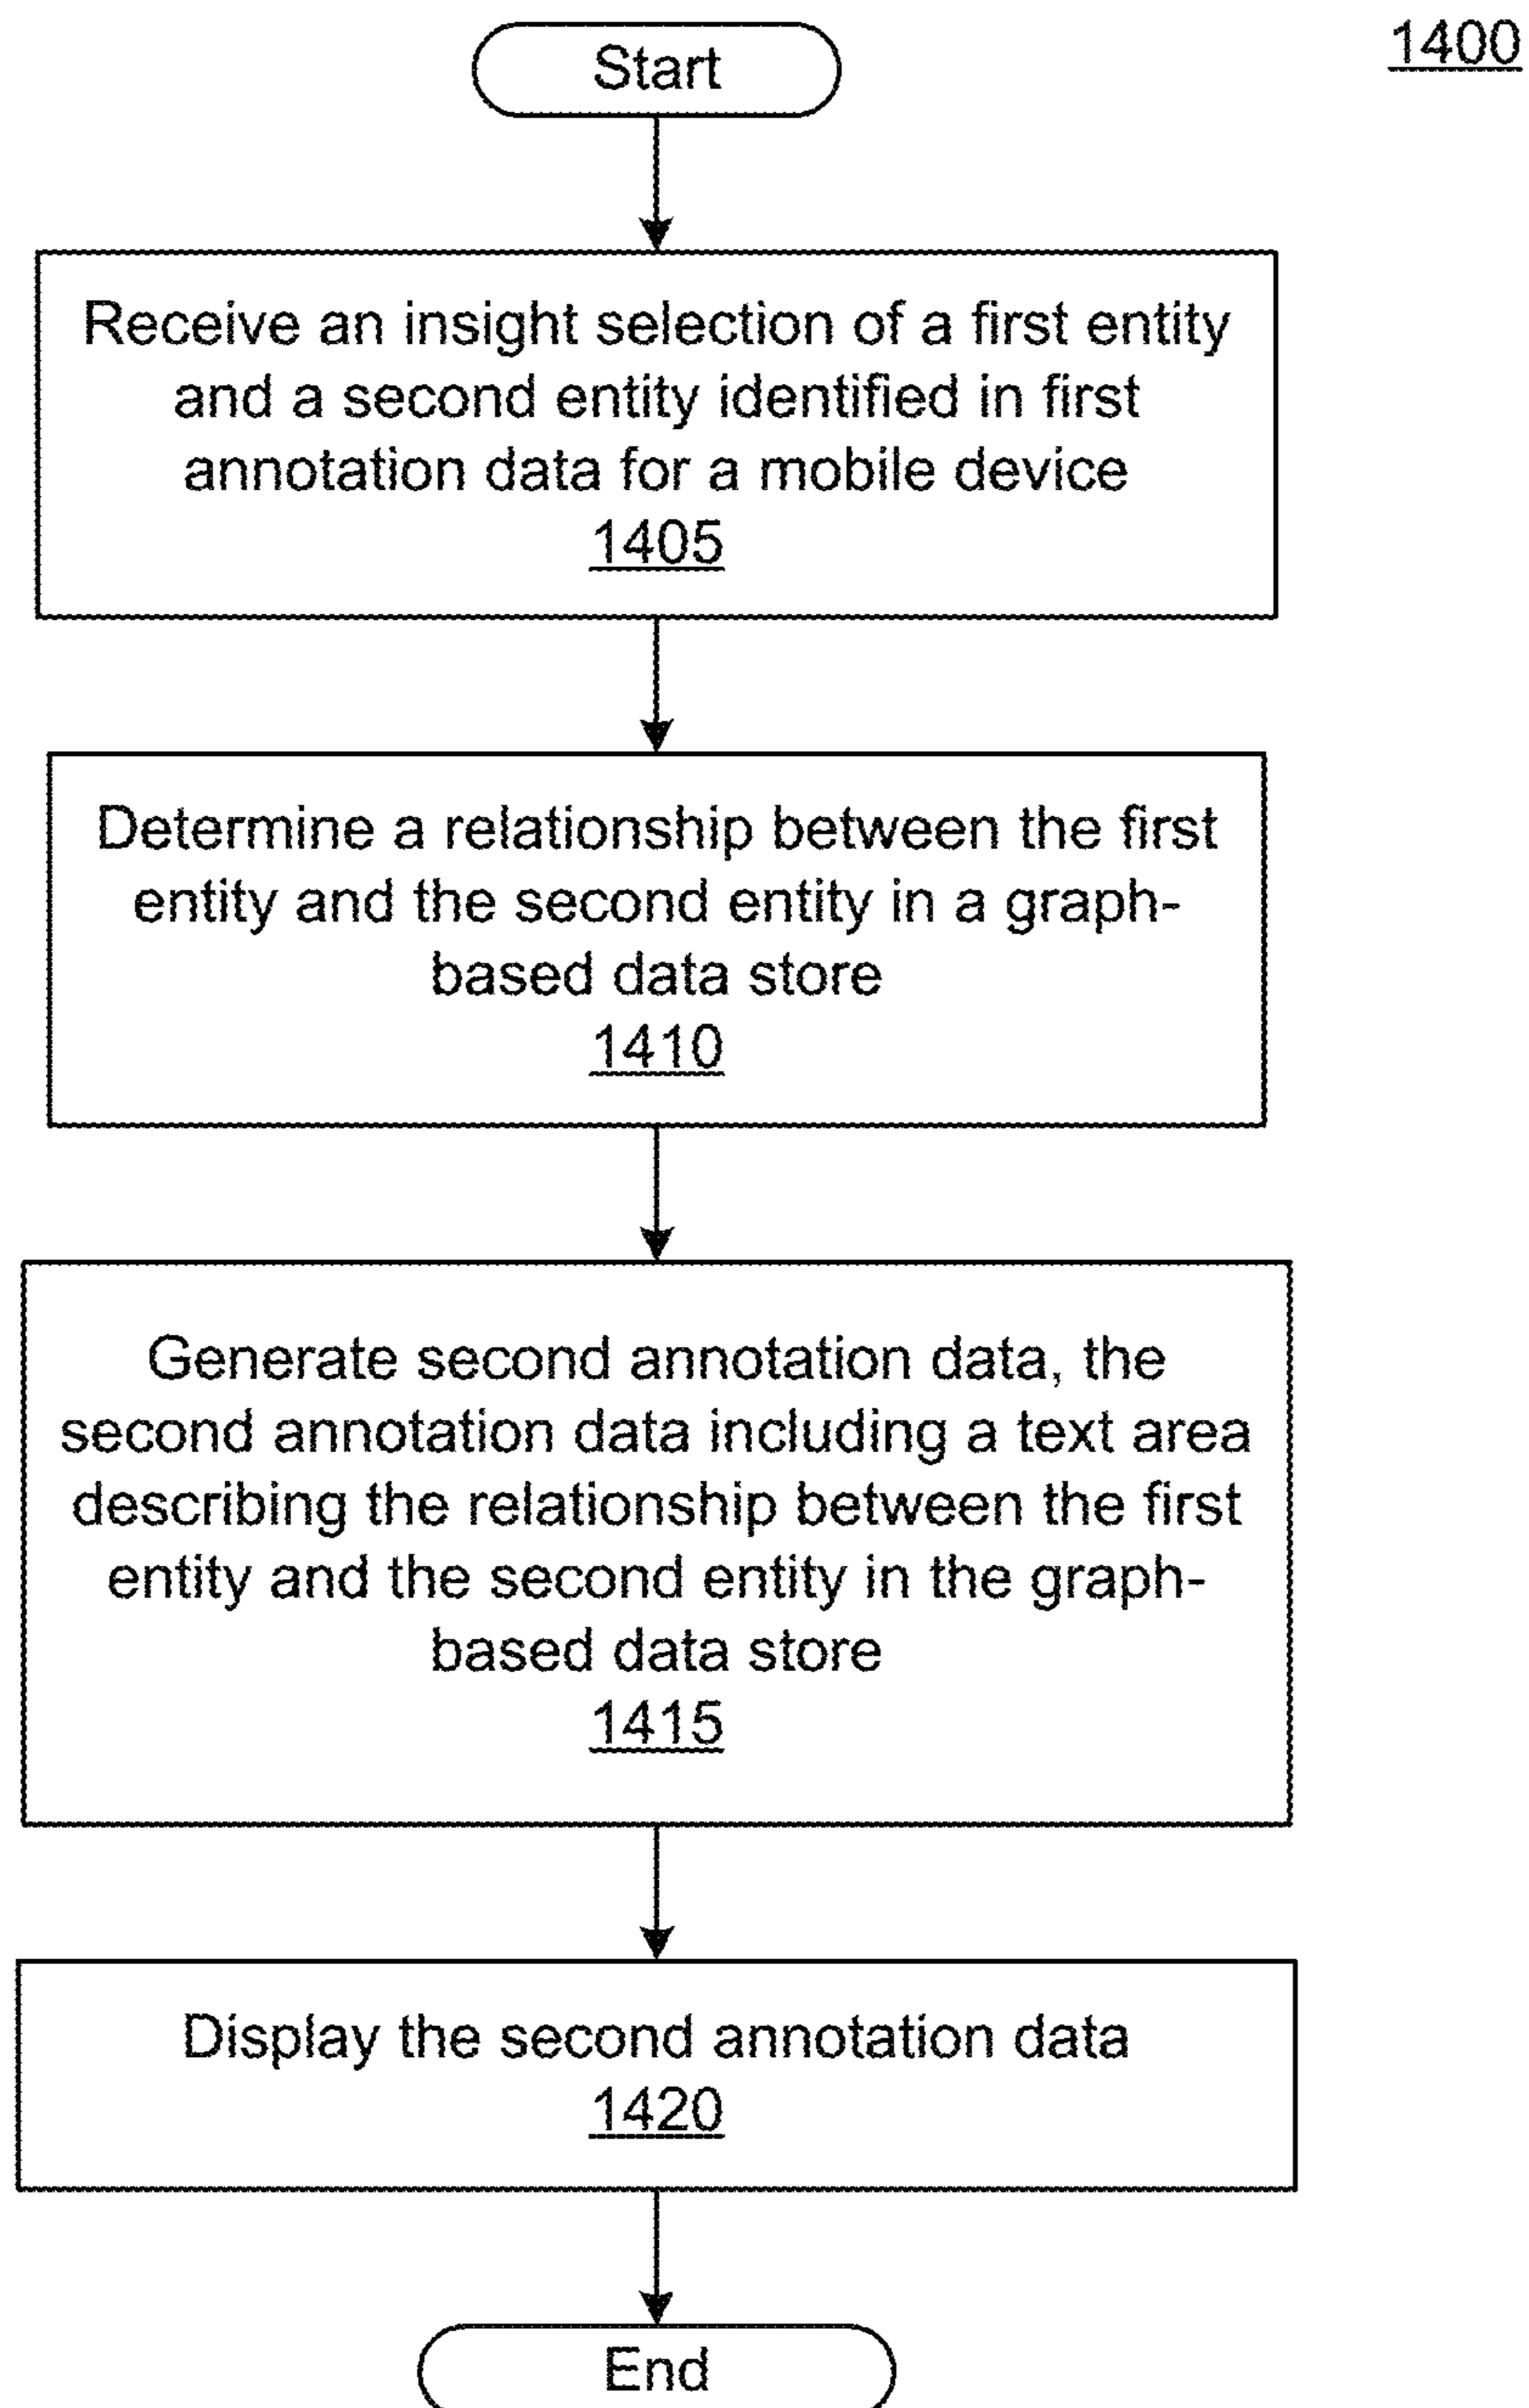 1400
Start
Receive an insight selection of a first entity
and a second entity identified in first
annotation data for a mobile device
1405
Determine a relationship between the first
entity and the second entity in a graph-
based data store
1410
Generate second annotation data, the
second annotation data including a text area
describing the relationship between the first
entity and the second entity in the graph-
based data store
1415
Display the second annotation data
1420
End